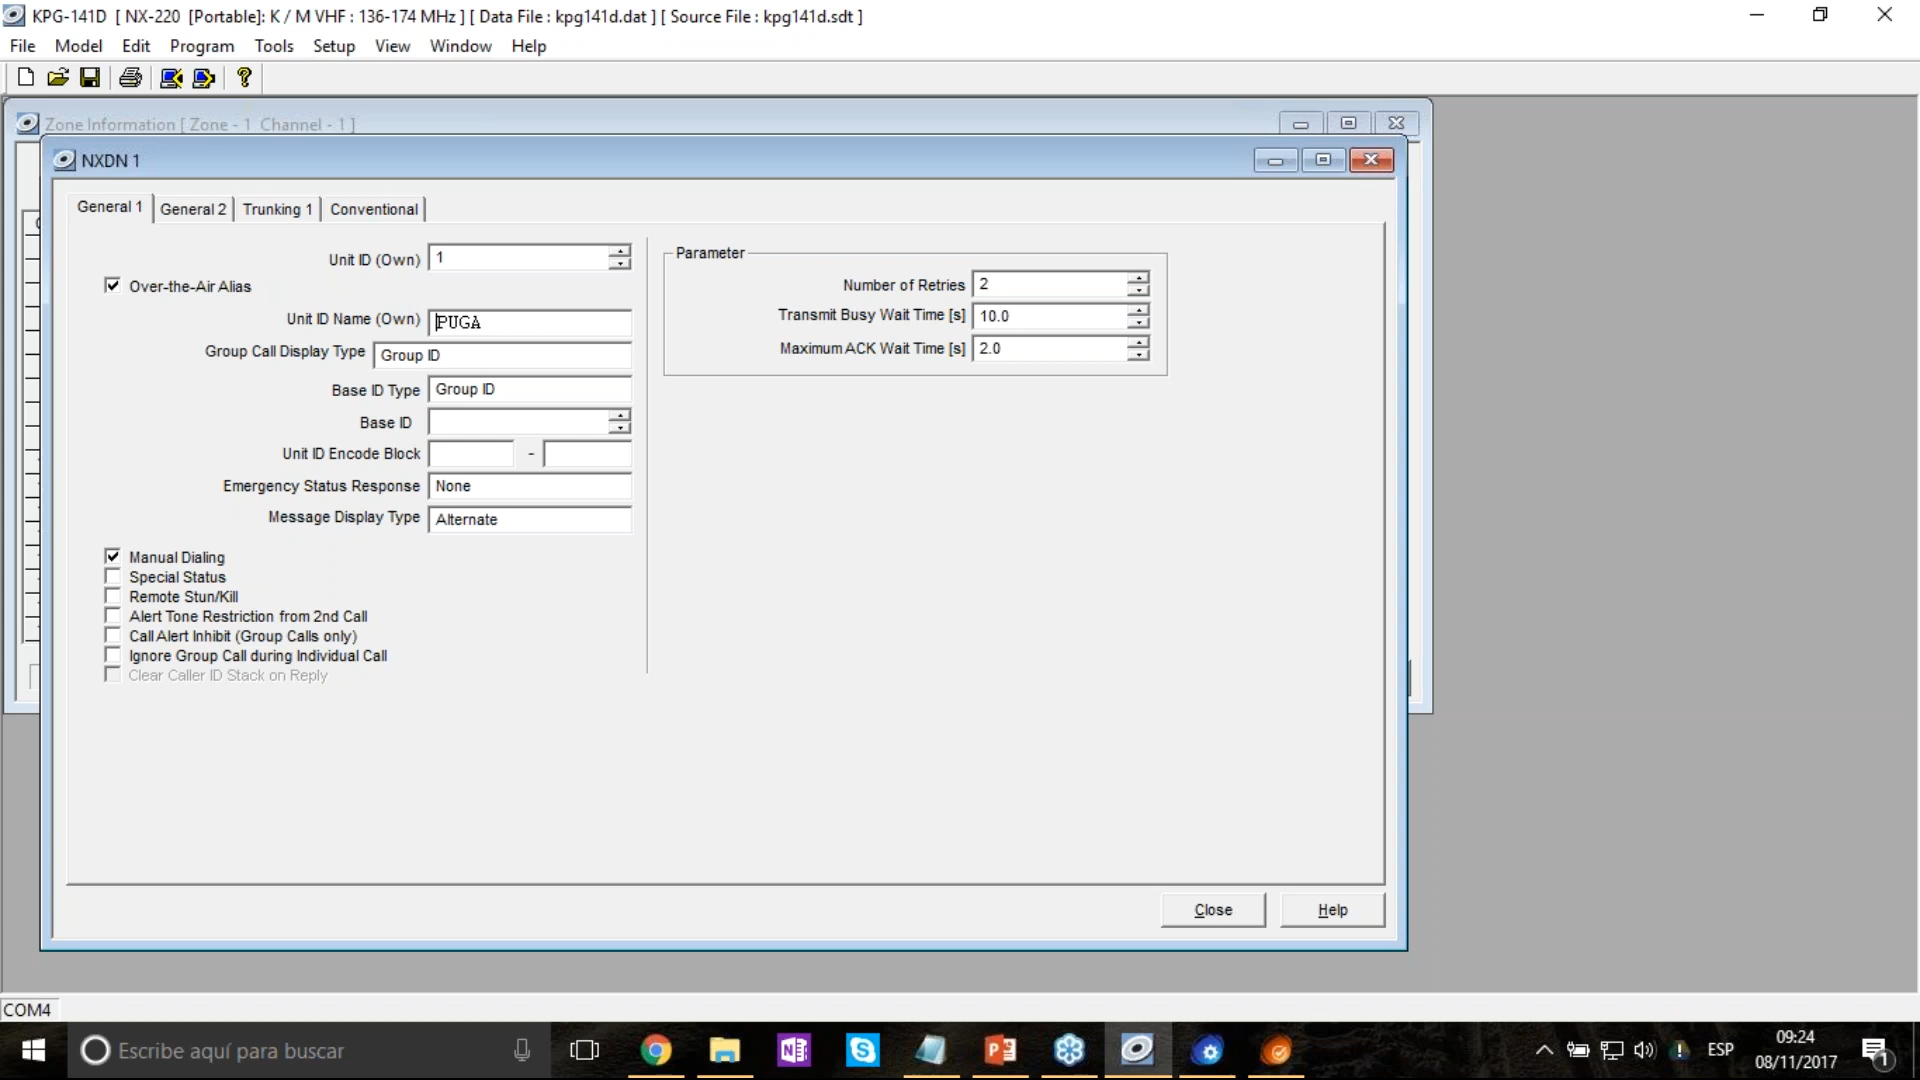 KPG-141D [ NX-220 [Portable]: K / M VHF : 136-174 MHz ] [ Data File : kpg141d.dat ] [ Source File : kpg141d.sdt ]
File Model Edit Program Tools Setup View Window Help
Zone Information [ Zone - 1 Channel - 1 ]
NXDN 1
General 1 General 2 Trunking 1 Conventional
Unit ID (Own) 1
Over-the-Air Alias
Unit ID Name (Own) PUGA
Group Call Display Type Group ID
Base ID Type Group ID
Base ID
Unit ID Encode Block -
Emergency Status Response None
Message Display Type Alternate
Manual Dialing
Special Status
Remote Stun/Kill
Alert Tone Restriction from 2nd Call
Call Alert Inhibit (Group Calls only)
Ignore Group Call during Individual Call
Clear Caller ID Stack on Reply
Parameter
Number of Retries 2
Transmit Busy Wait Time [s] 10.0
Maximum ACK Wait Time [s] 2.0
Close Help
COM4
Escribe aquí para buscar
ESP
09:24
08/11/2017
1